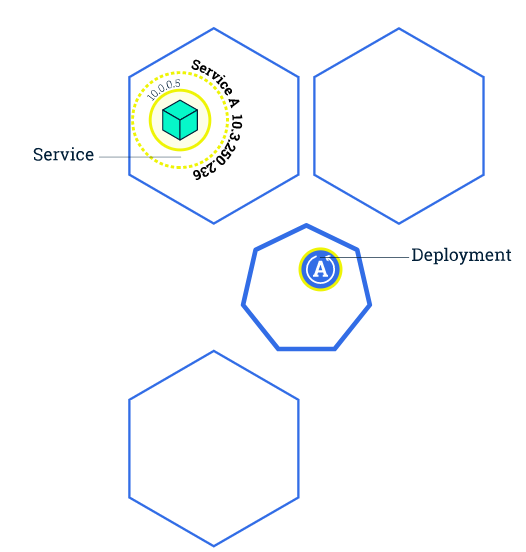 Service A 10.3.250.236
10.0.0.5
Service
Deployment
A